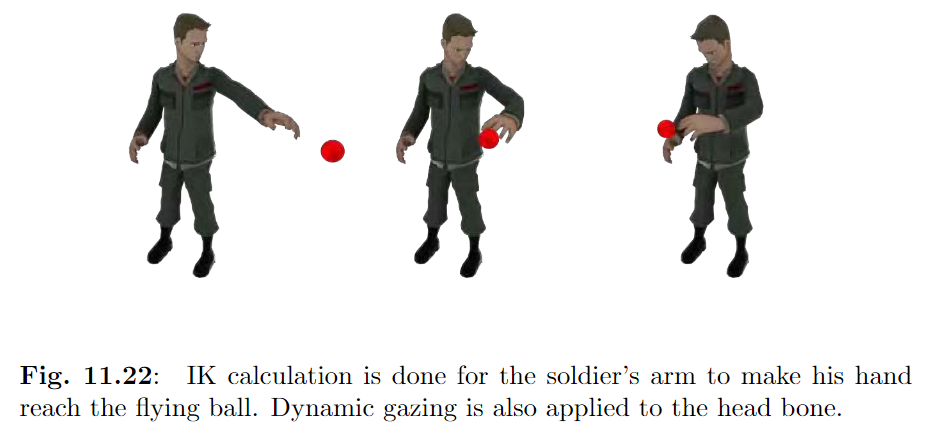 Fig. 11.22: IK calculation is done for the soldier's arm to make his hand
reach the flying ball. Dynamic gazing is also applied to the head bone.